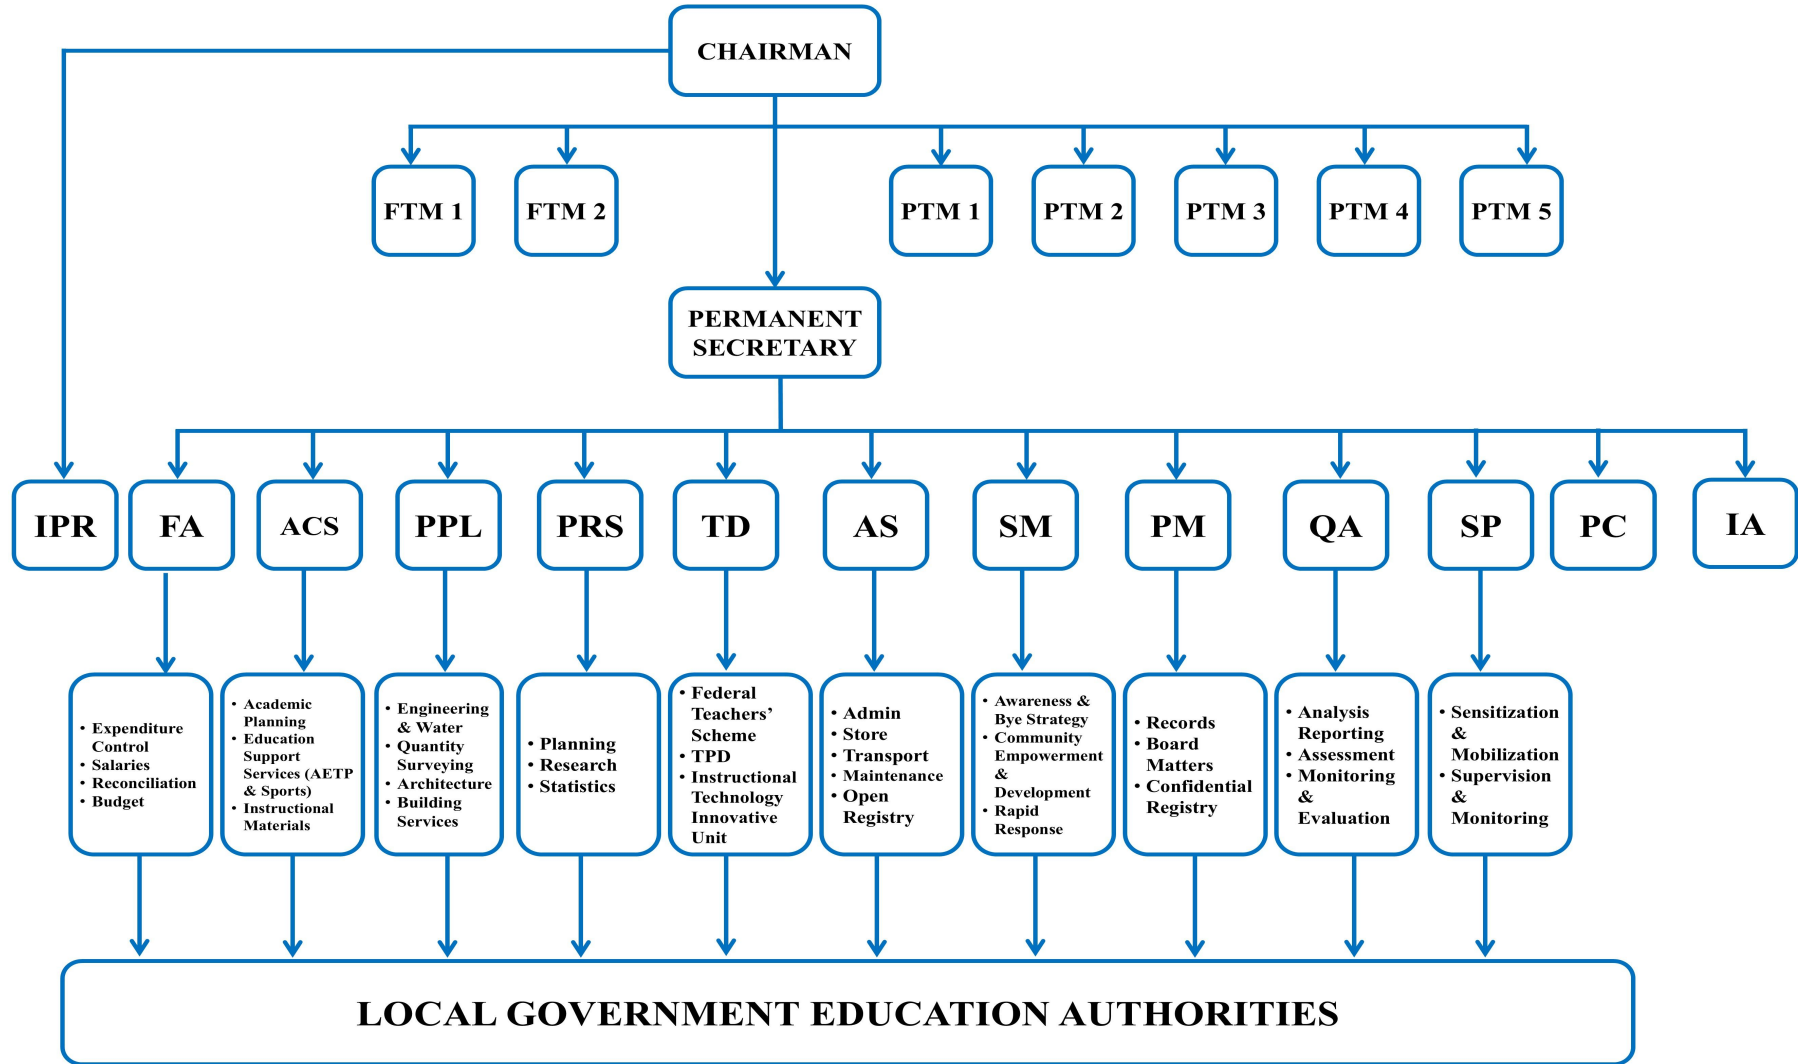 CHAIRMAN
FTM 1
FTM 2
PTM 1
PTM 2
PTM 3
PTM 4
PTM 5
PERMANENT
SECRETARY
IPR
FA
ACS
PPL
PRS
TD
AS
SM
PM
QA
SP
PC
IA
• Expenditure
Control
• Salaries
• Reconciliation
• Budget
• Academic
Planning
• Education
Support
Services (AETP
& Sports)
• Instructional
Materials
• Engineering
& Water
• Quantity
Surveying
• Architecture
• Building
Services
• Planning
• Research
• Statistics
• Federal
Teachers’
Scheme
• TPD
• Instructional
Technology
Innovative
Unit
• Admin
• Store
• Transport
• Maintenance
• Open
Registry
• Awareness &
Bye Strategy
• Community
Empowerment
&
Development
• Rapid
Response
• Records
• Board
Matters
• Confidential
Registry
• Analysis
Reporting
• Assessment
• Monitoring
&
Evaluation
• Sensitization
&
Mobilization
• Supervision
&
Monitoring
LOCAL GOVERNMENT EDUCATION AUTHORITIES